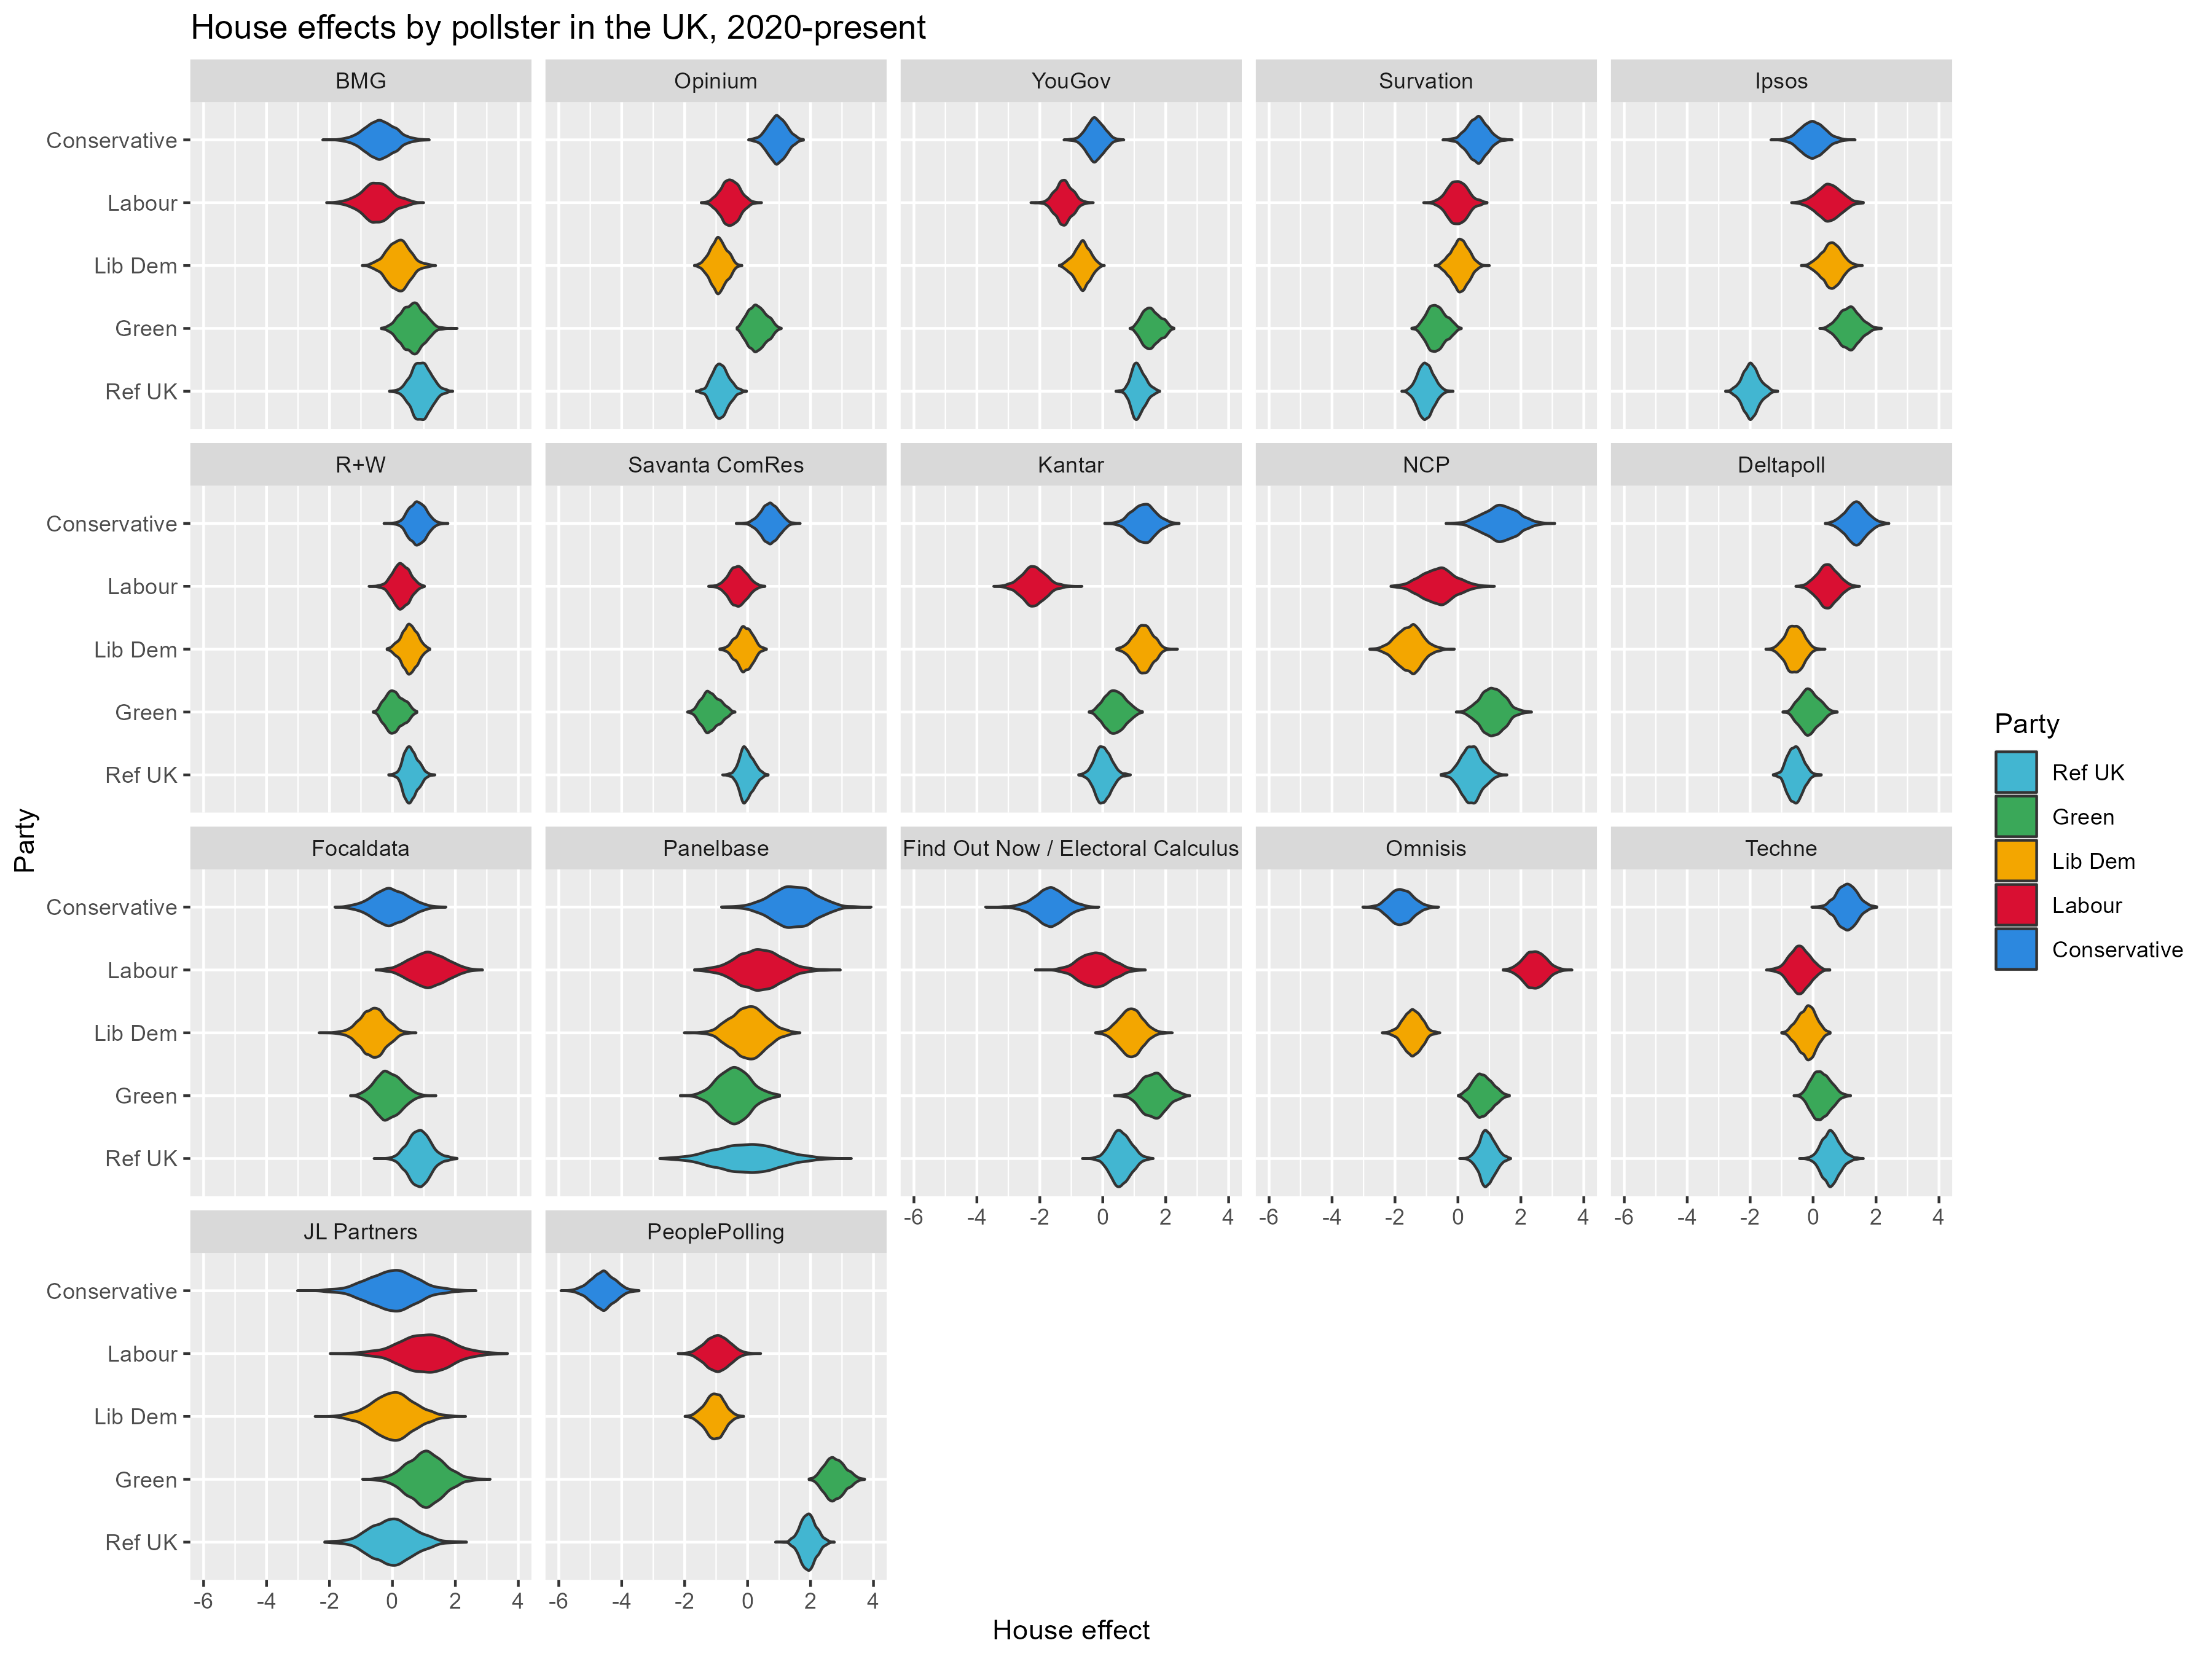 House effects by pollster in the UK, 2020-present
BMG
Opinium
YouGov
Survation
Ipsos
Conservative
Labour
Lib Dem
Green
Ref UK
R+W
Savanta ComRes
Kantar
NCP
Deltapoll
Conservative
Labour
Lib Dem
Green
Ref UK
Focaldata
Panelbase
Find Out Now / Electoral Calculus
Omnisis
Techne
Conservative
Labour
Lib Dem
Green
Ref UK
-6 -4 -2 0 2 4
-6 -4 -2 0 2 4
-6 -4 -2 0 2 4
JL Partners
PeoplePolling
Conservative
Labour
Lib Dem
Green
Ref UK
-6 -4 -2 0 2 4
-6 -4 -2 0 2 4
House effect
Party
Party
Ref UK
Green
Lib Dem
Labour
Conservative